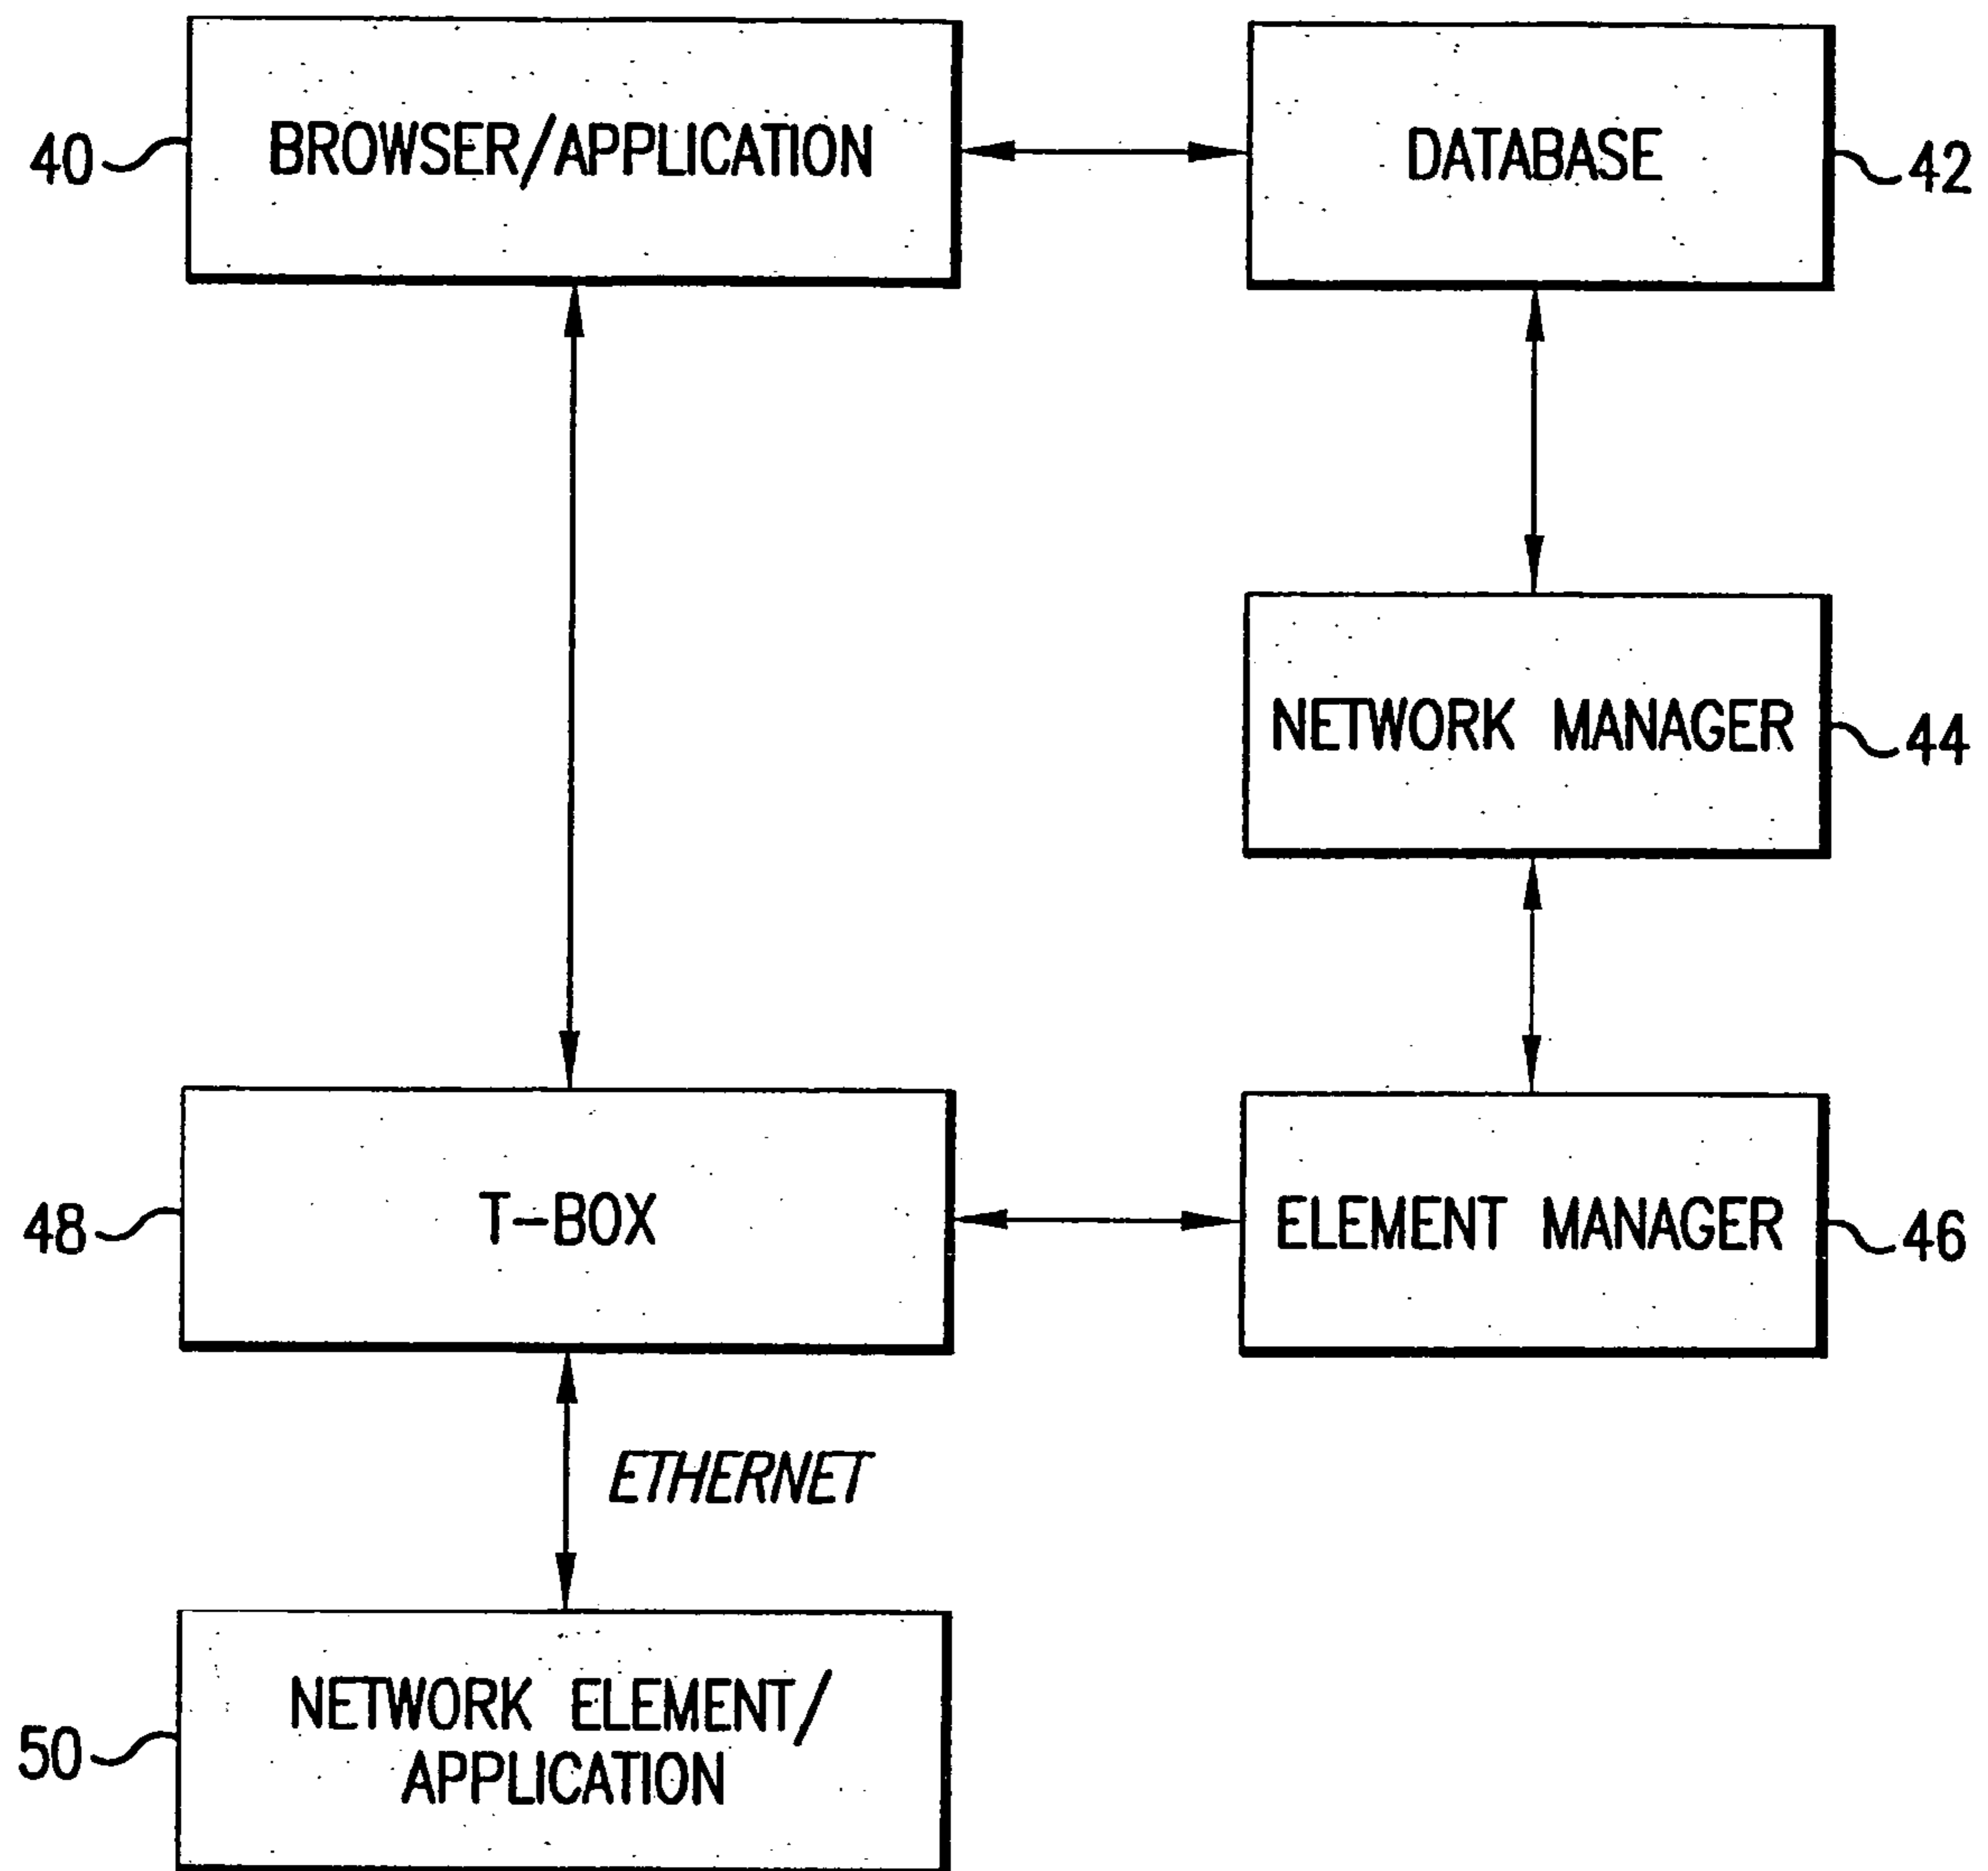 40
BROWSER/APPLICATION
DATABASE
42
NETWORK MANAGER
44
48
T-BOX
ELEMENT MANAGER
46
ETHERNET
50
NETWORK ELEMENT/
APPLICATION